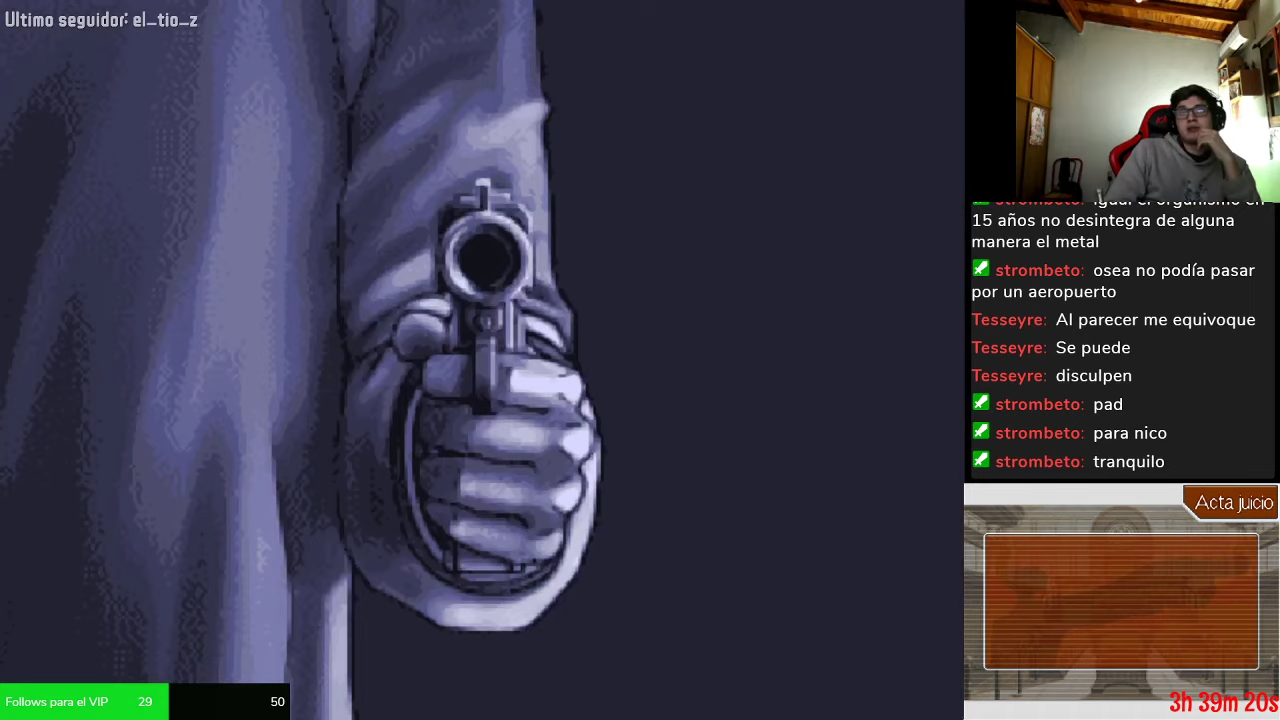 Ultimo seguidor: el_tio_z
15 años no desintegra de alguna
manera el metal
strombeto: osea no podía pasar
por un aeropuerto
Tesseyre: Al parecer me equivoque
Tesseyre: Se puede
Tesseyre: disculpen
strombeto: pad
strombeto: para nico
strombeto: tranquilo
Acta juicio
Follows para el VIP 29 50
3h 39m 20s